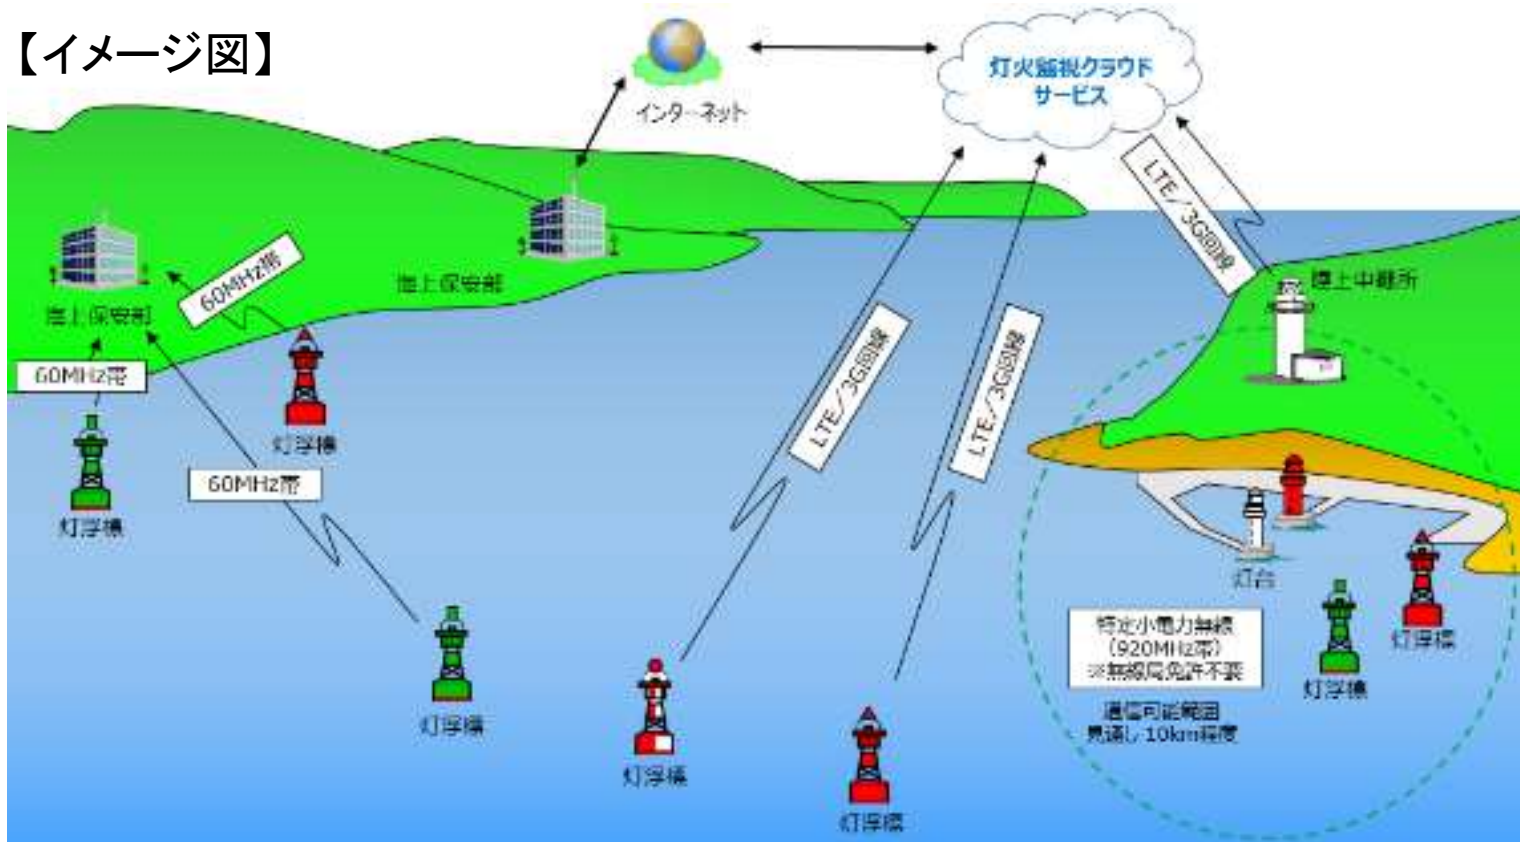 【イメージ図】
インターネット
灯火監視クラウド
サービス
LTE/3G回線
陸上中継所
海上保安部
60MHz帯
海上保安部
60MHz帯
灯浮標
60MHz帯
灯浮標
LTE/3G回線
LTE/3G回線
灯台
特定小電力無線
(920MHz帯)
※無線局免許不要
通信可能範囲
見通し10km程度
灯浮標
灯浮標
灯浮標
灯浮標
灯浮標